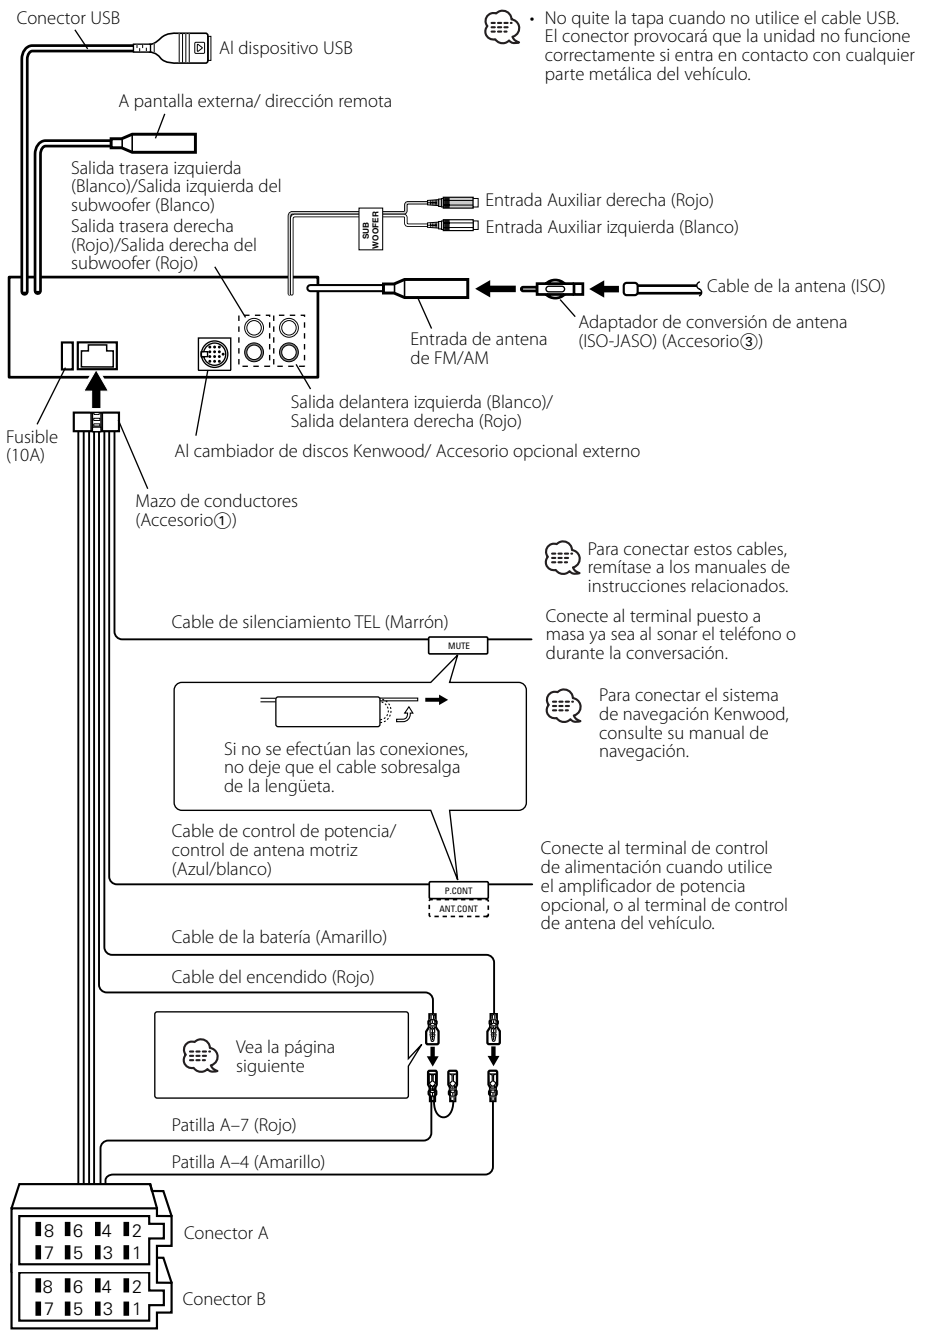 Conector USB
Al dispositivo USB
• No quite la tapa cuando no utilice el cable USB.
El conector provocará que la unidad no funcione
correctamente si entra en contacto con cualquier
parte metálica del vehículo.
A pantalla externa/ dirección remota
Salida trasera izquierda
(Blanco)/Salida izquierda del
subwoofer (Blanco)
Salida trasera derecha
(Rojo)/Salida derecha del
subwoofer (Rojo)
SUB
WOOFER
Entrada Auxiliar derecha (Rojo)
Entrada Auxiliar izquierda (Blanco)
Cable de la antena (ISO)
Adaptador de conversión de antena
(ISO-JASO) (Accesorio③)
Entrada de antena
de FM/AM
Salida delantera izquierda (Blanco)/
Salida delantera derecha (Rojo)
Fusible
(10A)
Al cambiador de discos Kenwood/ Accesorio opcional externo
Mazo de conductores
(Accesorio①)
Para conectar estos cables,
remítase a los manuales de
instrucciones relacionados.
Cable de silenciamiento TEL (Marrón)
MUTE
Conecte al terminal puesto a
masa ya sea al sonar el teléfono o
durante la conversación.
Si no se efectúan las conexiones,
no deje que el cable sobresalga
de la lengüeta.
Para conectar el sistema
de navegación Kenwood,
consulte su manual de
navegación.
Cable de control de potencia/
control de antena motriz
(Azul/blanco)
P.CONT
ANT.CONT
Conecte al terminal de control
de alimentación cuando utilice
el amplificador de potencia
opcional, o al terminal de control
de antena del vehículo.
Cable de la batería (Amarillo)
Cable del encendido (Rojo)
Vea la página
siguiente
Patilla A–7 (Rojo)
Patilla A–4 (Amarillo)
8 6 4 2
7 5 3 1
Conector A
8 6 4 2
7 5 3 1
Conector B